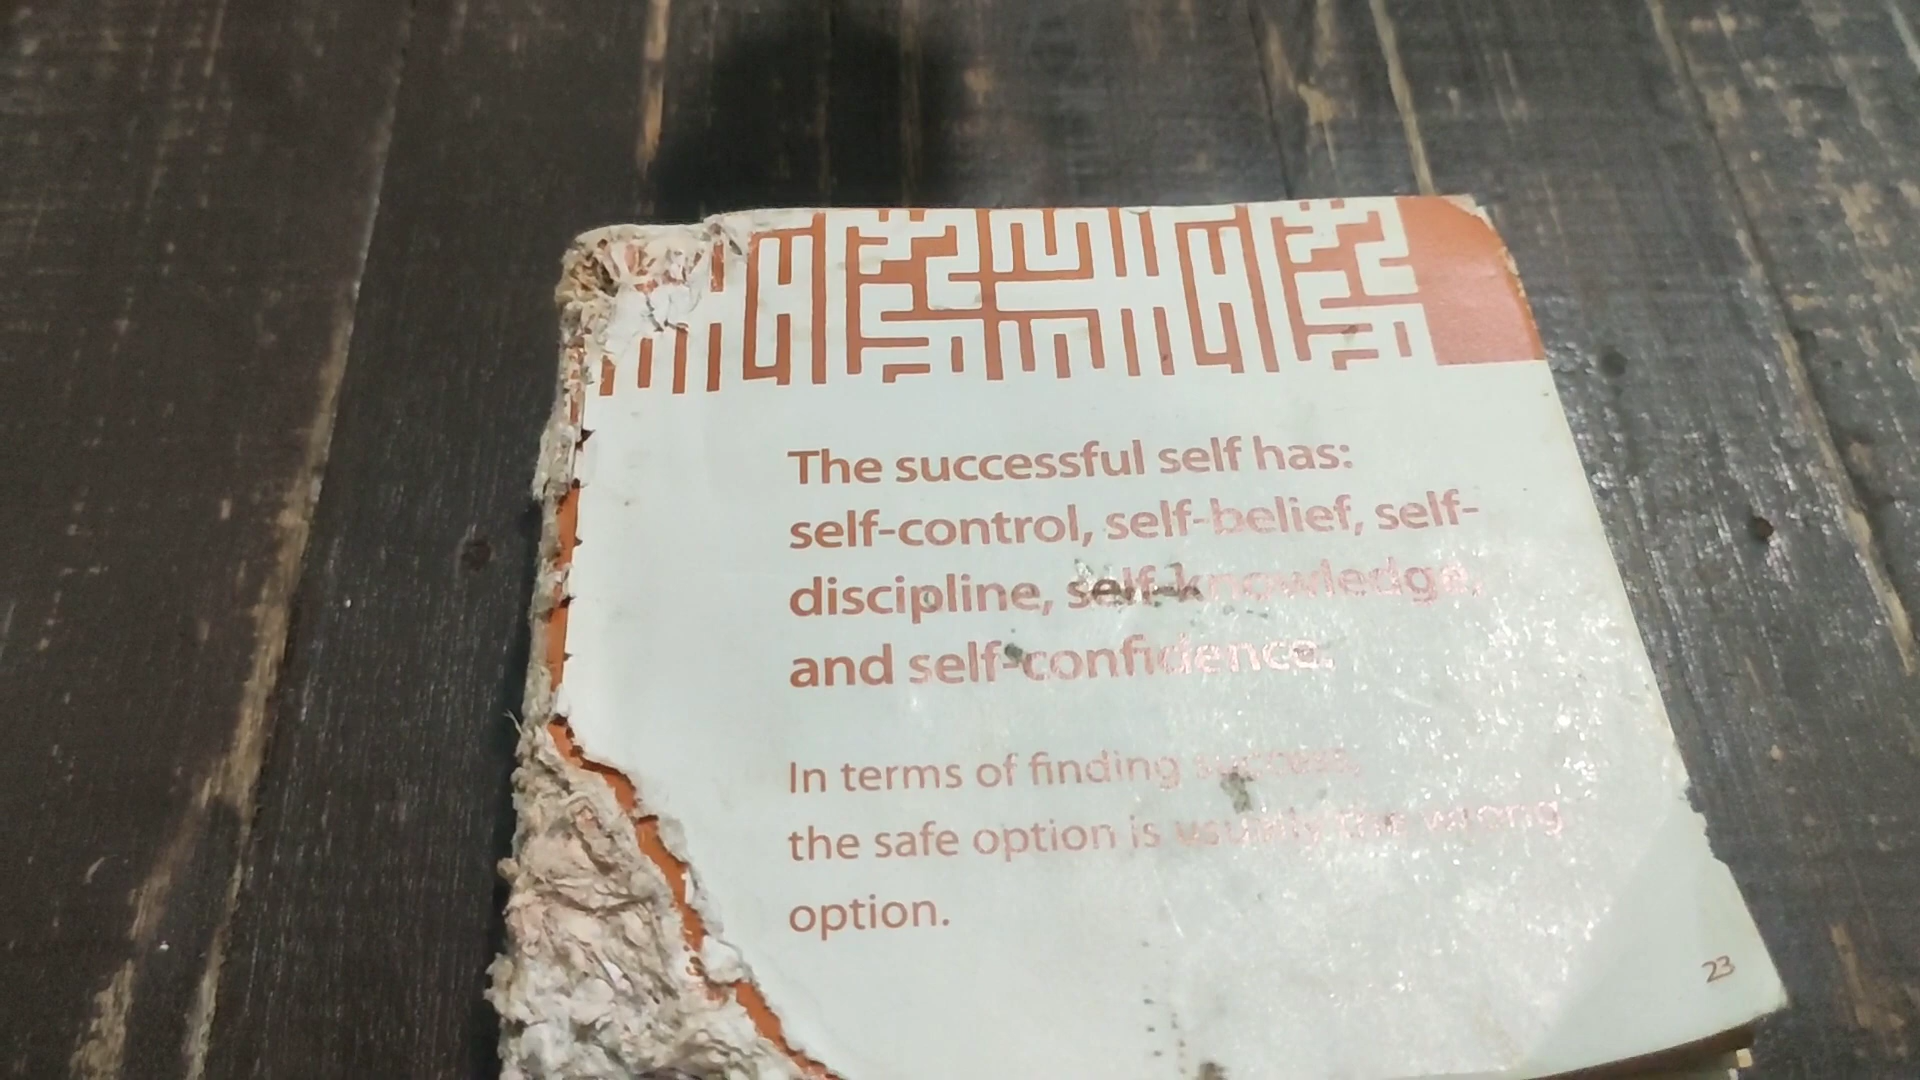 The successful self has:
self-control, self-belief, self-
discipline, self-knowledge,
and self-confidence.
In terms of finding success,
the safe option is usually the wrong
option.
23